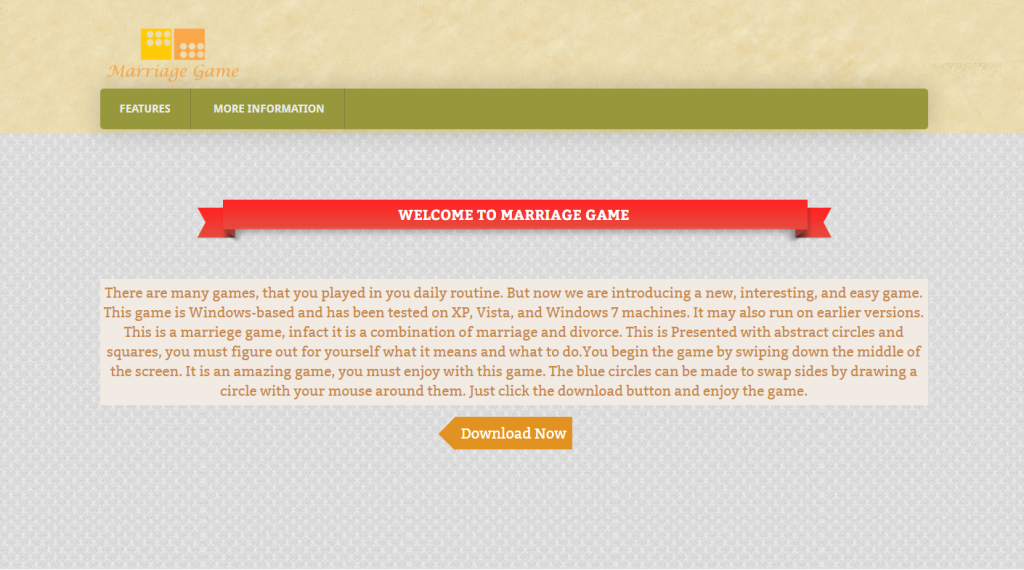 Marriage Game
FEATURES
MORE INFORMATION
WELCOME TO MARRIAGE GAME
There are many games, that you played in you daily routine. But now we are introducing a new, interesting, and easy game.
This game is Windows-based and has been tested on XP, Vista, and Windows 7 machines. It may also run on earlier versions.
This is a marriege game, infact it is a combination of marriage and divorce. This is Presented with abstract circles and
squares, you must figure out for yourself what it means and what to do.You begin the game by swiping down the middle of
the screen. It is an amazing game, you must enjoy with this game. The blue circles can be made to swap sides by drawing a
circle with your mouse around them. Just click the download button and enjoy the game.
Download Now